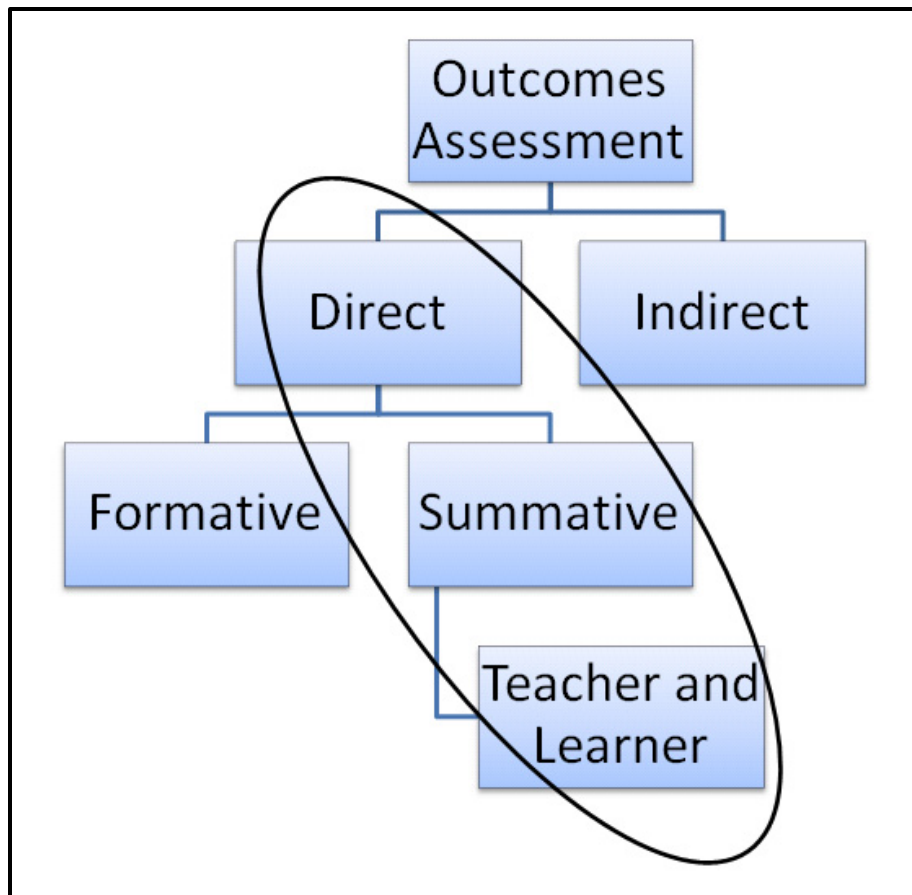 Outcomes
Assessment
Direct
Indirect
Formative
Summative
Teacher and
Learner